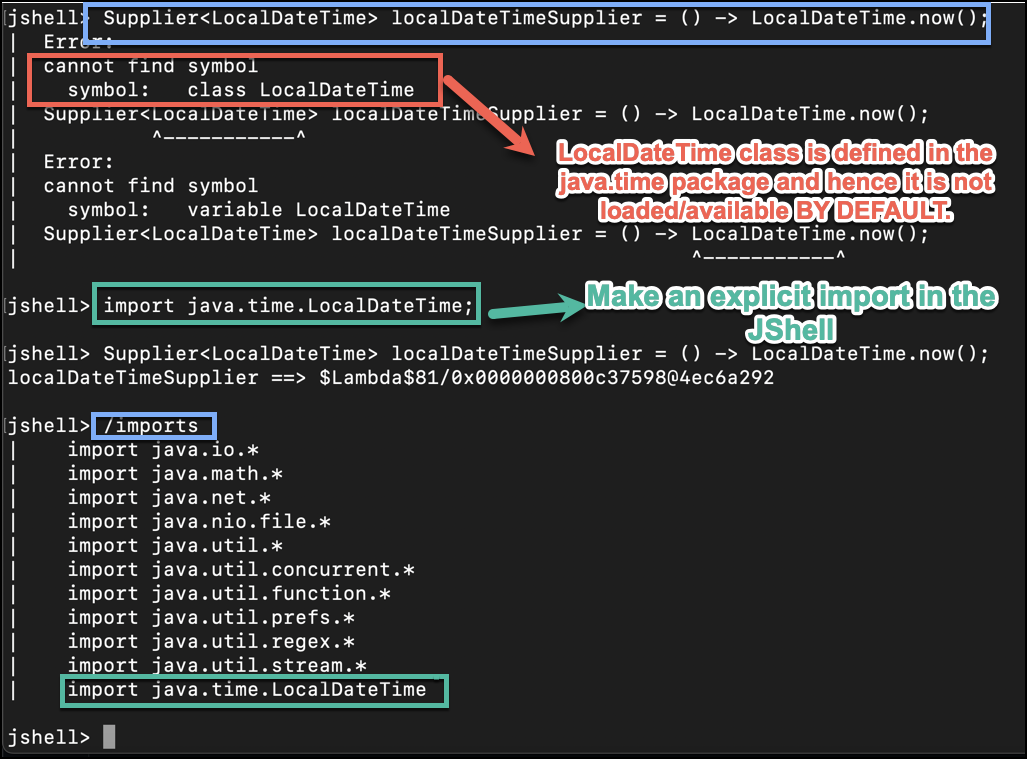 jshell> Supplier<LocalDateTime> localDateTimeSupplier = () -> LocalDateTime.now();
|  Error:
|  cannot find symbol
|    symbol:   class LocalDateTime
|  Supplier<LocalDateTime> localDateTimeSupplier = () -> LocalDateTime.now();
|           ^-----------^
|  Error:
|  cannot find symbol
|    symbol:   variable LocalDateTime
|  Supplier<LocalDateTime> localDateTimeSupplier = () -> LocalDateTime.now();
|                                                        ^-----------^
LocalDateTime class is defined in the
java.time package and hence it is not
loaded/available BY DEFAULT.
jshell> import java.time.LocalDateTime;
Make an explicit import in the
JShell
jshell> Supplier<LocalDateTime> localDateTimeSupplier = () -> LocalDateTime.now();
localDateTimeSupplier ==> $Lambda$81/0x0000000800c37598@4ec6a292
jshell> /imports
|    import java.io.*
|    import java.math.*
|    import java.net.*
|    import java.nio.file.*
|    import java.util.*
|    import java.util.concurrent.*
|    import java.util.function.*
|    import java.util.prefs.*
|    import java.util.regex.*
|    import java.util.stream.*
|    import java.time.LocalDateTime
jshell>